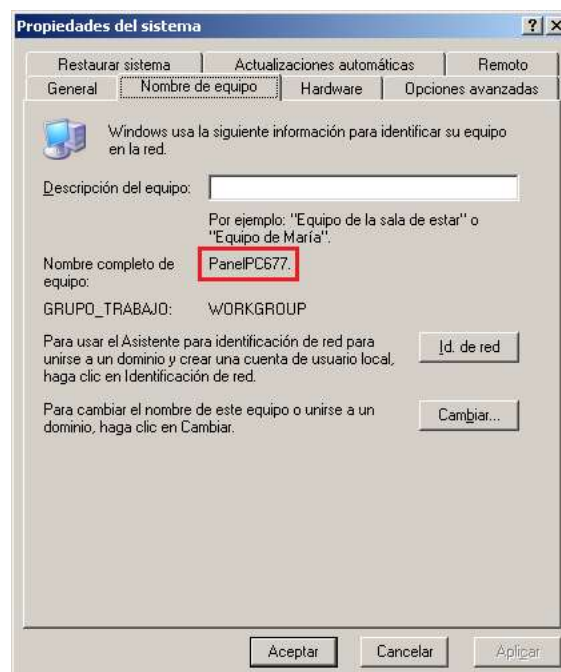 Propiedades del sistema
Restaurar sistema Actualizaciones automáticas Remoto
General Nombre de equipo Hardware Opciones avanzadas
Windows usa la siguiente información para identificar su equipo
en la red.
Descripción del equipo:
Por ejemplo: "Equipo de la sala de estar" o
"Equipo de María".
Nombre completo de
equipo:
PanelPC677.
GRUPO_TRABAJO: WORKGROUP
Para usar el Asistente para identificación de red para
unirse a un dominio y crear una cuenta de usuario local,
haga clic en Identificación de red.
Id. de red
Para cambiar el nombre de este equipo o unirse a un
dominio, haga clic en Cambiar.
Cambiar...
Aceptar Cancelar Aplicar